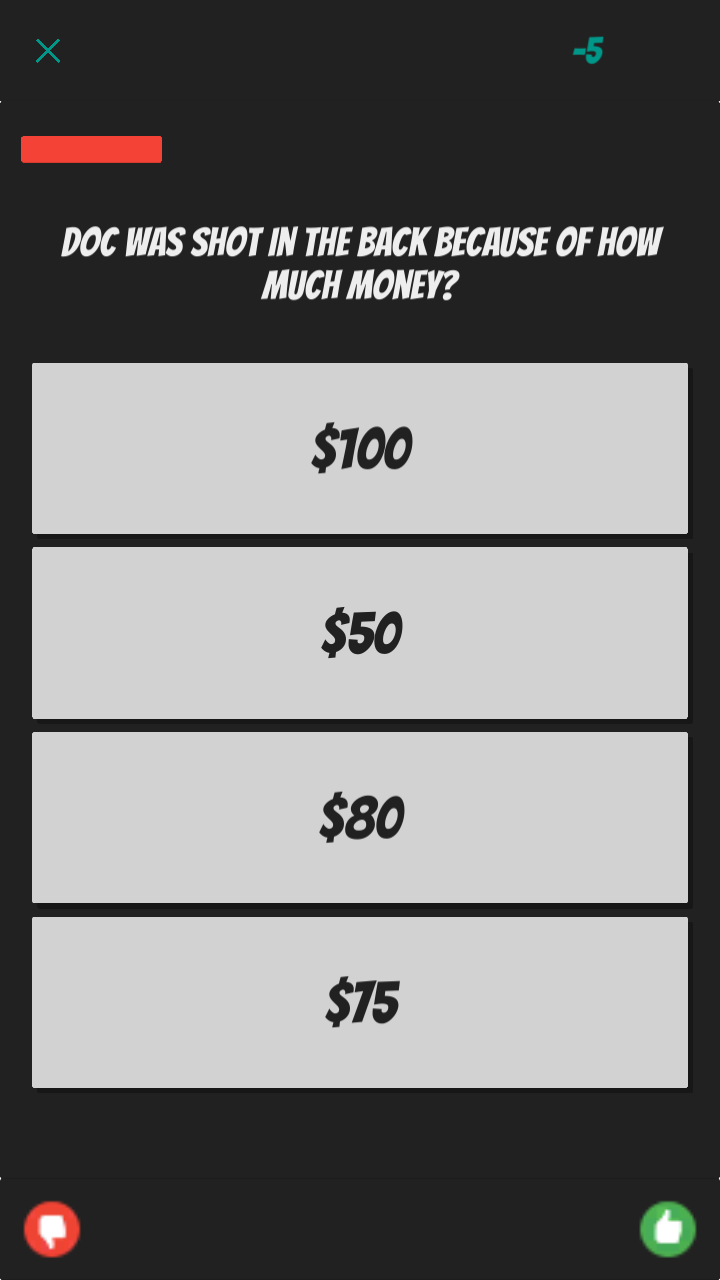 -5
DOC WAS SHOT IN THE BACK BECAUSE OF HOW
MUCH MONEY?
$100
$50
$80
$75